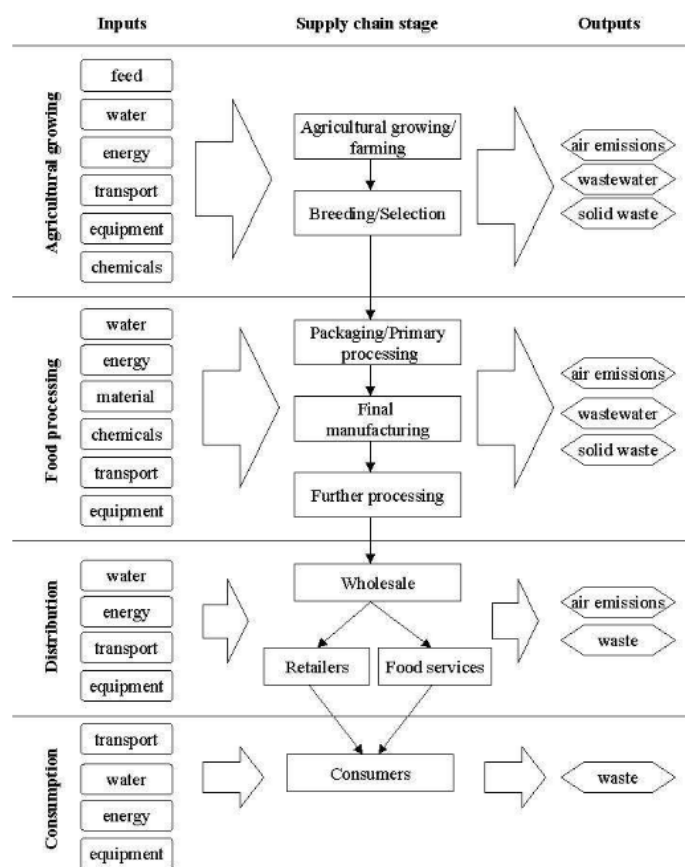 Inputs
Supply chain stage
Outputs
Agricultural growing
feed
water
energy
transport
equipment
chemicals
Agricultural growing/
farming
Breeding/Selection
air emissions
wastewater
solid waste
Food processing
water
energy
material
chemicals
transport
equipment
Packaging/Primary
processing
Final
manufacturing
Further processing
air emissions
wastewater
solid waste
Distribution
water
energy
transport
equipment
Wholesale
Retailers
Food services
air emissions
waste
Consumption
transport
water
energy
equipment
Consumers
waste